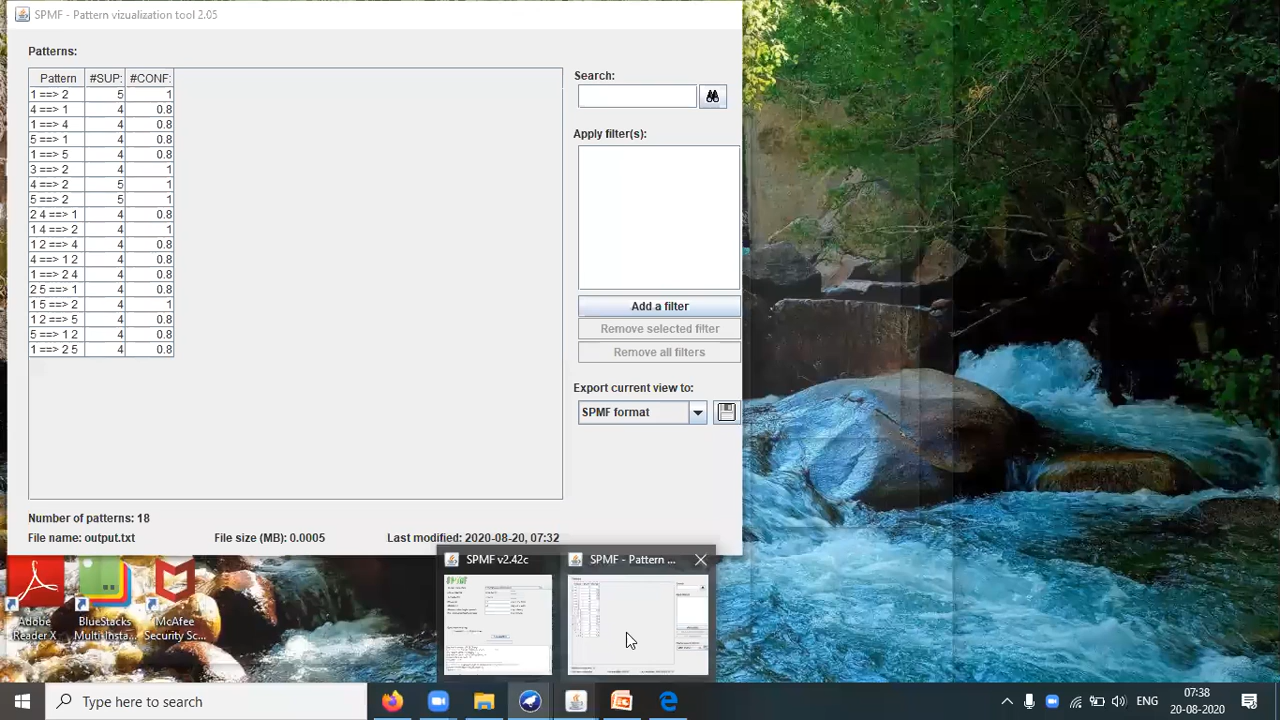 SPMF - Pattern vizualization tool 2.05
Patterns:
Pattern #SUP: #CONF:
1 ==> 2 5 1
4 ==> 1 4 0.8
1 ==> 4 4 0.8
5 ==> 1 4 0.8
1 ==> 5 4 0.8
3 ==> 2 4 1
4 ==> 2 5 1
5 ==> 2 5 1
2 4 ==> 1 4 0.8
1 4 ==> 2 4 1
1 2 ==> 4 4 0.8
4 ==> 1 2 4 0.8
1 ==> 2 4 4 0.8
2 5 ==> 1 4 0.8
1 5 ==> 2 4 1
1 2 ==> 5 4 0.8
5 ==> 1 2 4 0.8
1 ==> 2 5 4 0.8
Search:
Apply filter(s):
Add a filter
Remove selected filter
Remove all filters
Export current view to:
SPMF format
Number of patterns: 18
File name: output.txt File size (MB): 0.0005 Last modified: 2020-08-20, 07:32
SPMF v2.42c
SPMF - Pattern ...
Adobe
Reader X
BlueStacks
Multi-Insta...
McAfee
Security Sc...
Type here to search
ENG
07:38
20-08-2020